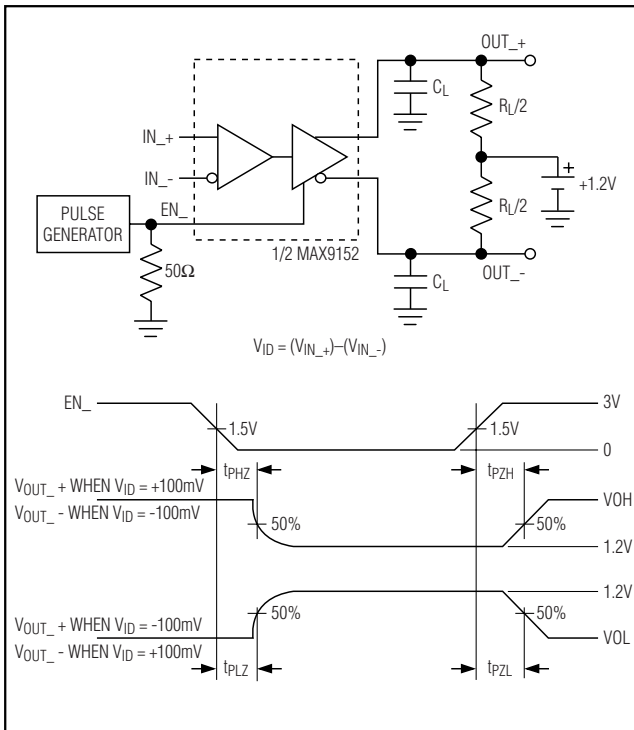 OUT_+
C_L
R_L/2
IN_+
IN_-
+
+1.2V
PULSE
GENERATOR
EN_
R_L/2
1/2 MAX9152
50Ω
C_L
OUT_-
V_ID = (V_IN_+)–(V_IN_-)
EN_
3V
1.5V
1.5V
0
t_PHZ
t_PZH
V_OUT_ + WHEN V_ID = +100mV
VOH
V_OUT_ - WHEN V_ID = -100mV
50%
50%
1.2V
1.2V
V_OUT_ + WHEN V_ID = -100mV
50%
50%
V_OUT_ - WHEN V_ID = +100mV
VOL
t_PLZ
t_PZL